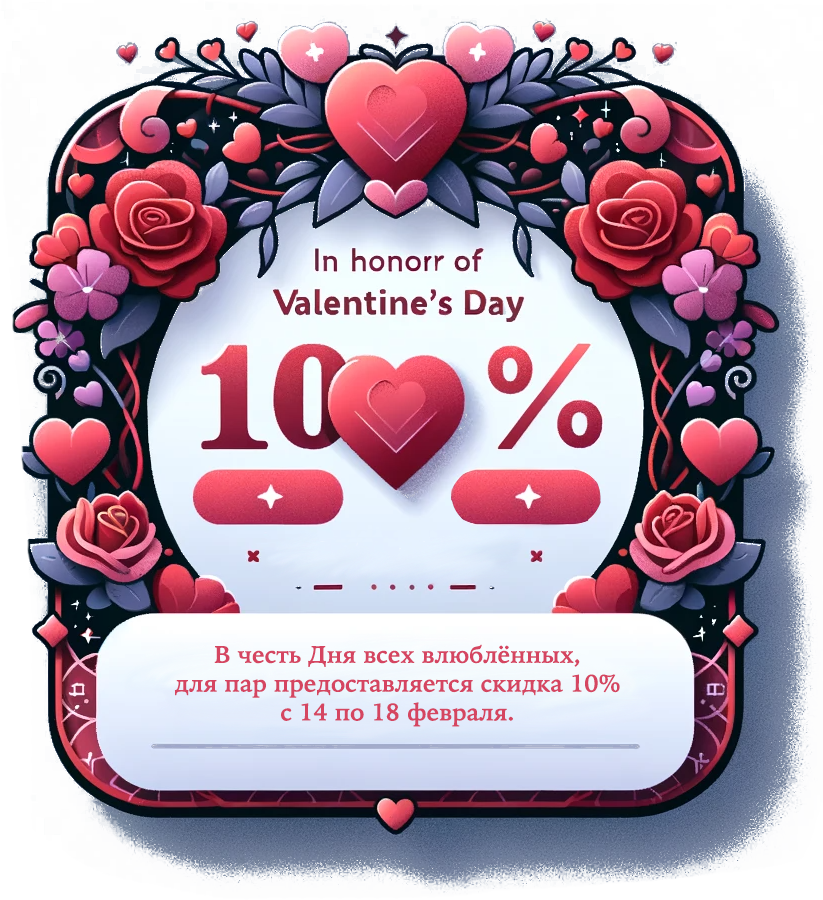 In honorr of
Valentine's Day
10 %
В честь Дня всех влюблённых,
для пар предоставляется скидка 10%
с 14 по 18 февраля.